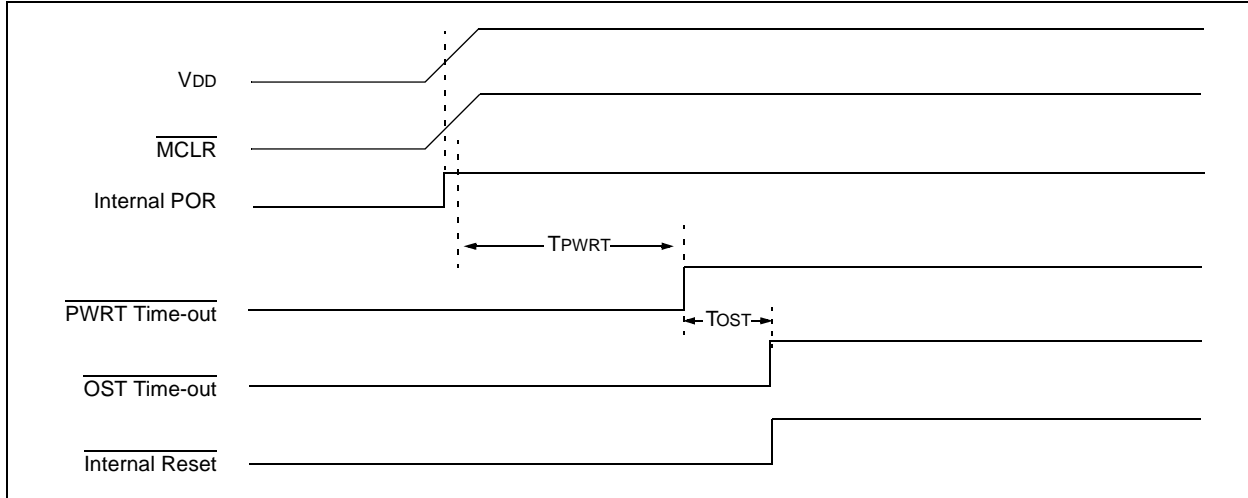 VDD
MCLR
Internal POR
TPWRT
PWRT Time-out
TOST
OST Time-out
Internal Reset